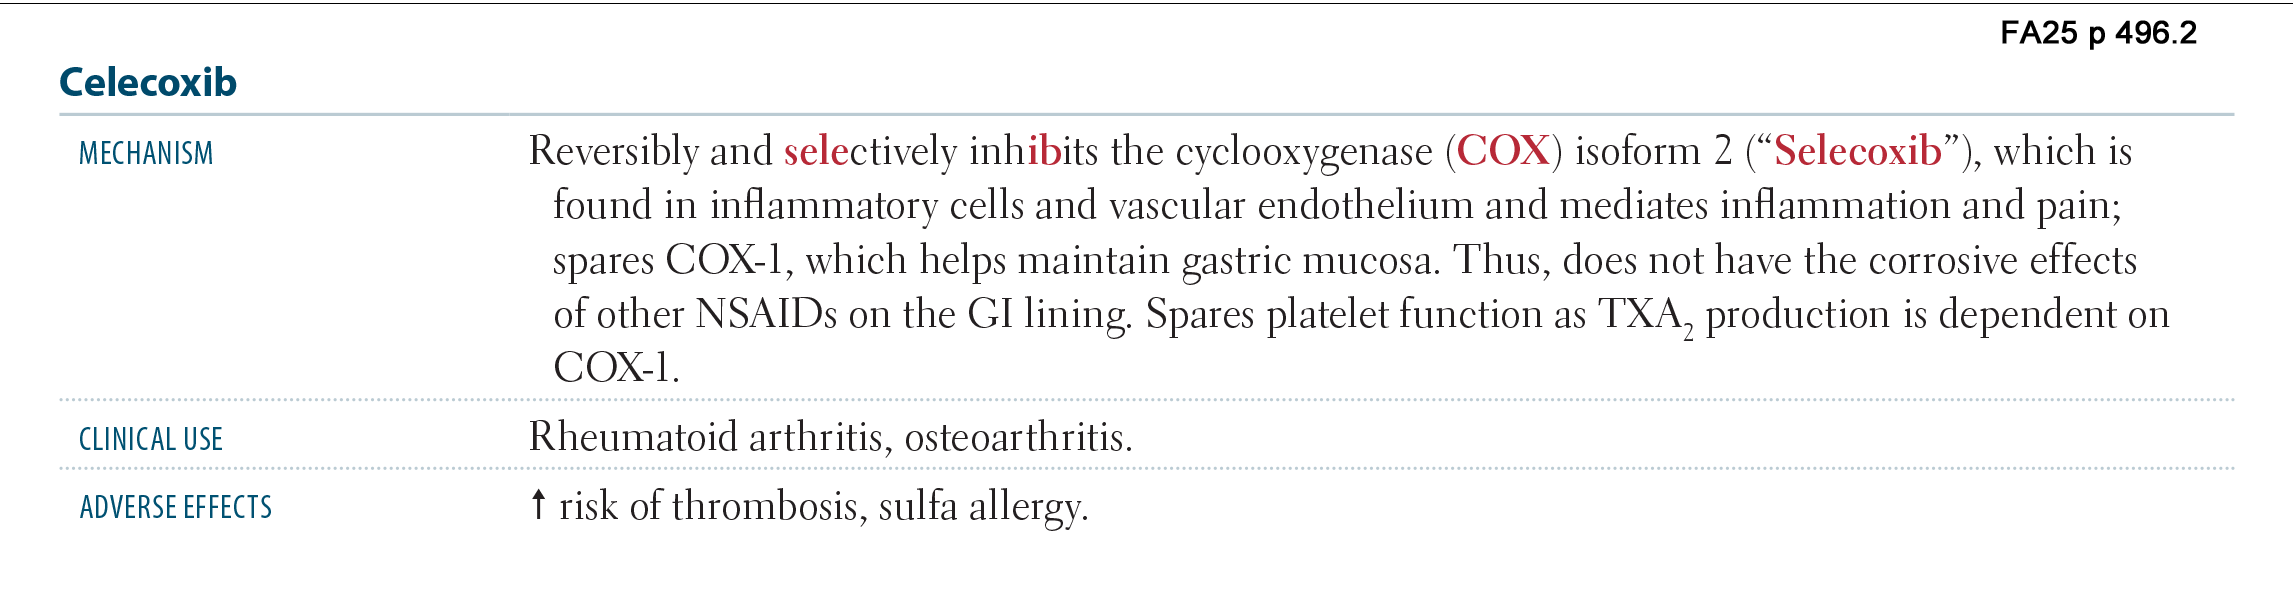 FA25 p 496.2
Celecoxib
MECHANISM
Reversibly and selectively inhibits the cyclooxygenase (COX) isoform 2 (“Selecoxib”), which is
found in inflammatory cells and vascular endothelium and mediates inflammation and pain;
spares COX-1, which helps maintain gastric mucosa. Thus, does not have the corrosive effects
of other NSAIDs on the GI lining. Spares platelet function as TXA₂ production is dependent on
COX-1.
CLINICAL USE
Rheumatoid arthritis, osteoarthritis.
ADVERSE EFFECTS
↑ risk of thrombosis, sulfa allergy.